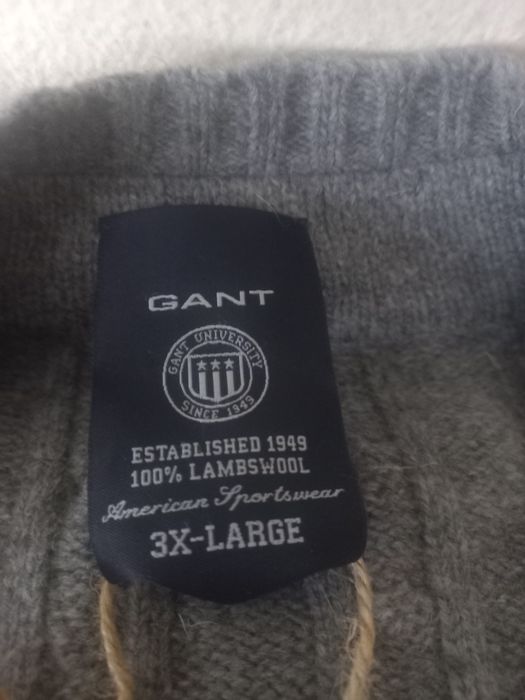 GANT
GANT UNIVERSITY
SINCE 1949
ESTABLISHED 1949
100% LAMBSWOOL
American Sportswear
3X-LARGE